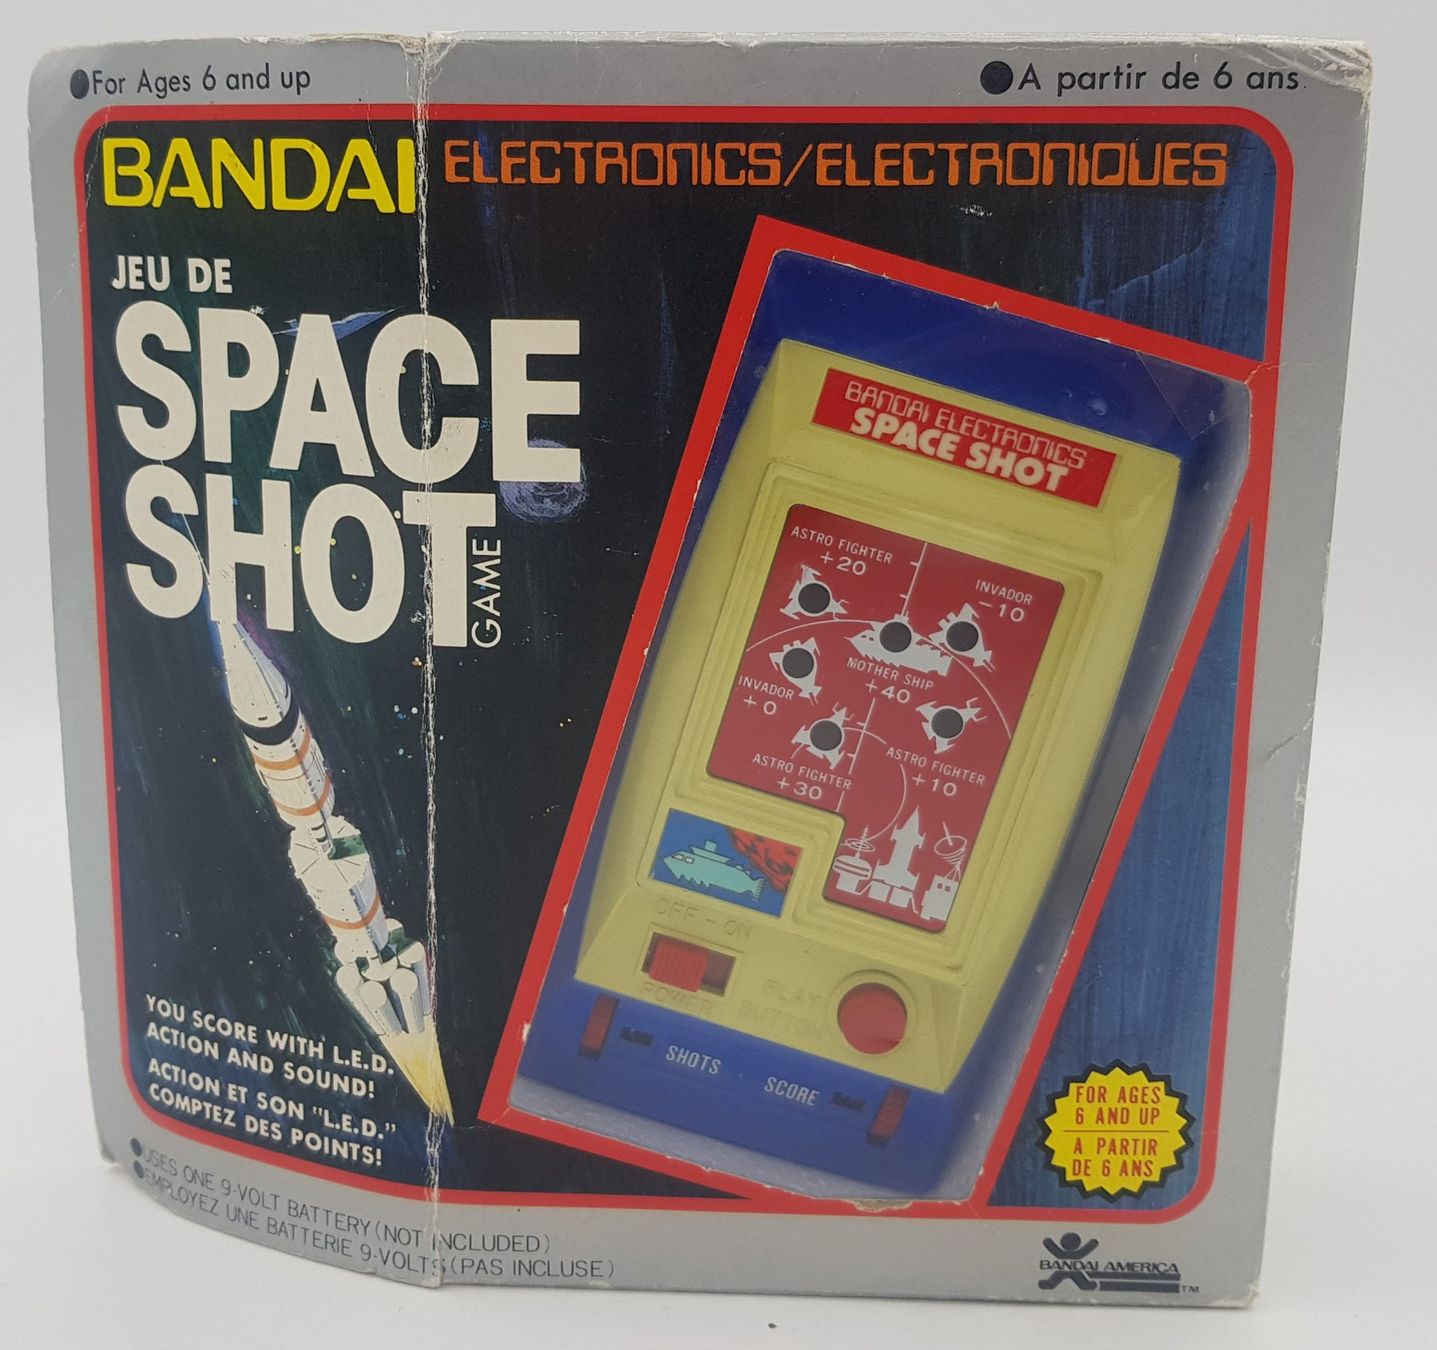 ●For Ages 6 and up
●A partir de 6 ans.
BANDAI ELECTRONICS/ELECTRONIQUES
JEU DE
SPACE
SHOT
GAME
BANDAI ELECTRONICS
SPACE SHOT
ASTRO FIGHTER
+20
INVADOR
-10
MOTHER SHIP
+40
INVADOR
+0
ASTRO FIGHTER
+10
ASTRO FIGHTER
+30
OFF - ON
POWER
PLAY
BUTTON
SHOTS
SCORE
YOU SCORE WITH L.E.D.
ACTION AND SOUND!
ACTION ET SON "L.E.D."
COMPTEZ DES POINTS!
FOR AGES
6 AND UP
A PARTIR
DE 6 ANS
●USES ONE 9-VOLT BATTERY (NOT INCLUDED)
●EMPLOYEZ UNE BATTERIE 9-VOLTS (PAS INCLUSE)
BANDAI AMERICA
TM